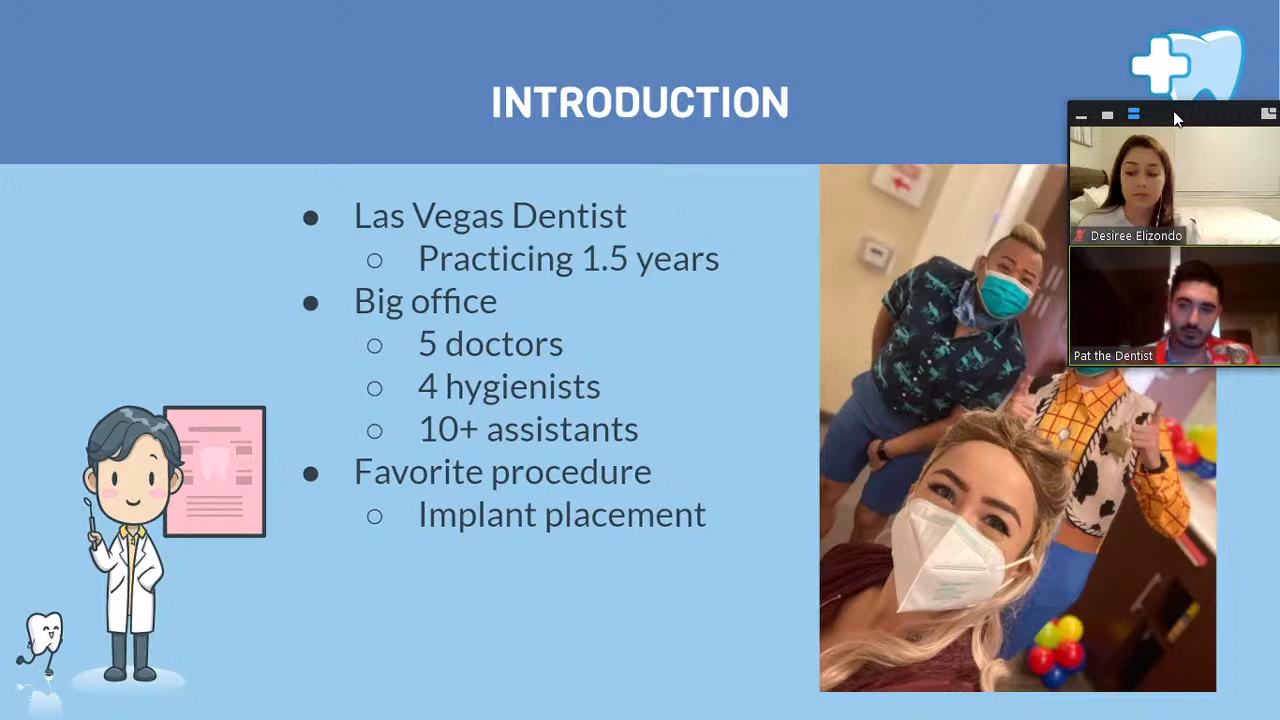 INTRODUCTION
● Las Vegas Dentist
○ Practicing 1.5 years
● Big office
○ 5 doctors
○ 4 hygienists
○ 10+ assistants
● Favorite procedure
○ Implant placement
Desiree Elizondo
Pat the Dentist